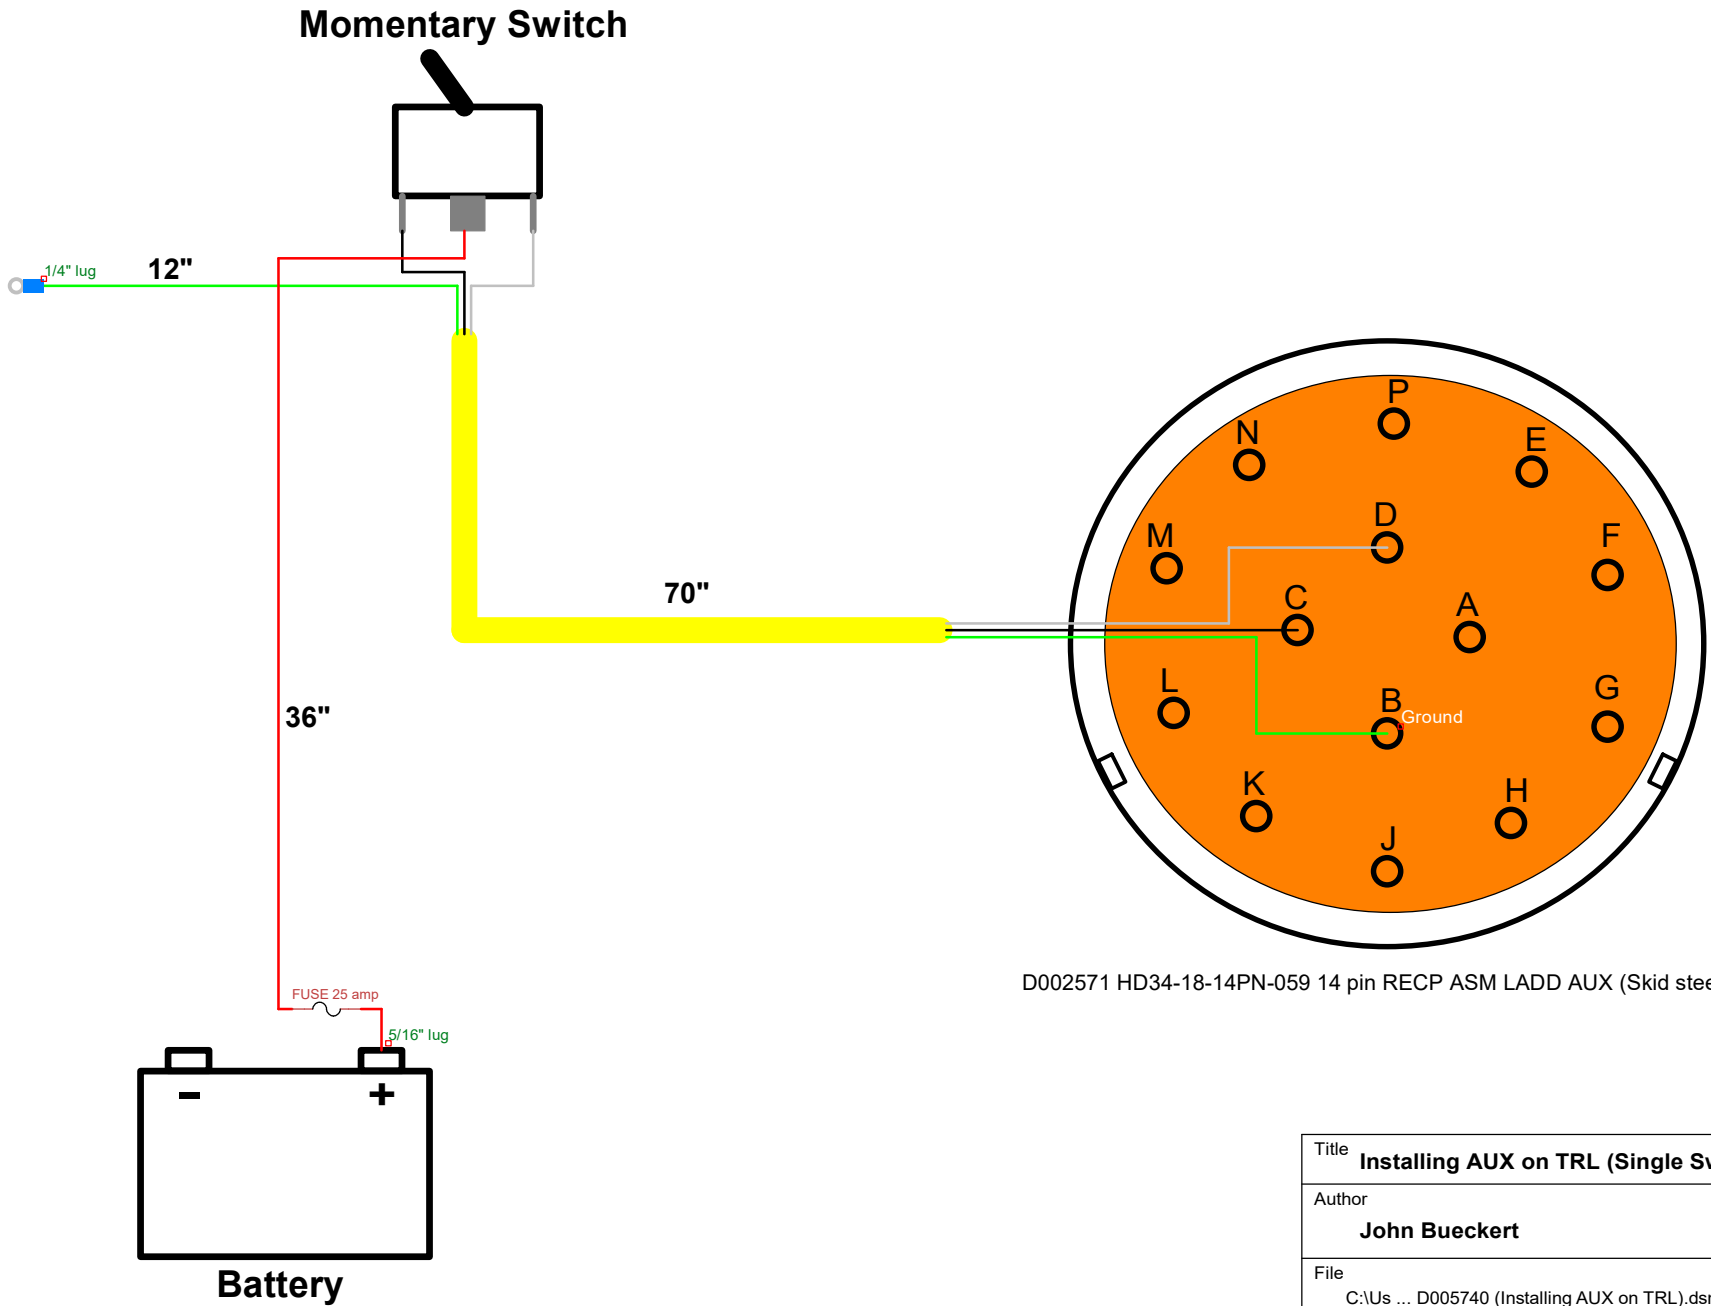 Momentary Switch
1/4" lug
12"
70"
36"
P
N
E
D
M
F
C
A
L
B
G
Ground
K
H
J
D002571 HD34-18-14PN-059 14 pin RECP ASM LADD AUX (Skid stee
FUSE 25 amp
5/16" lug
- +
Battery
Title Installing AUX on TRL (Single Sw
Author
John Bueckert
File
C:\Us ... D005740 (Installing AUX on TRL).dsn